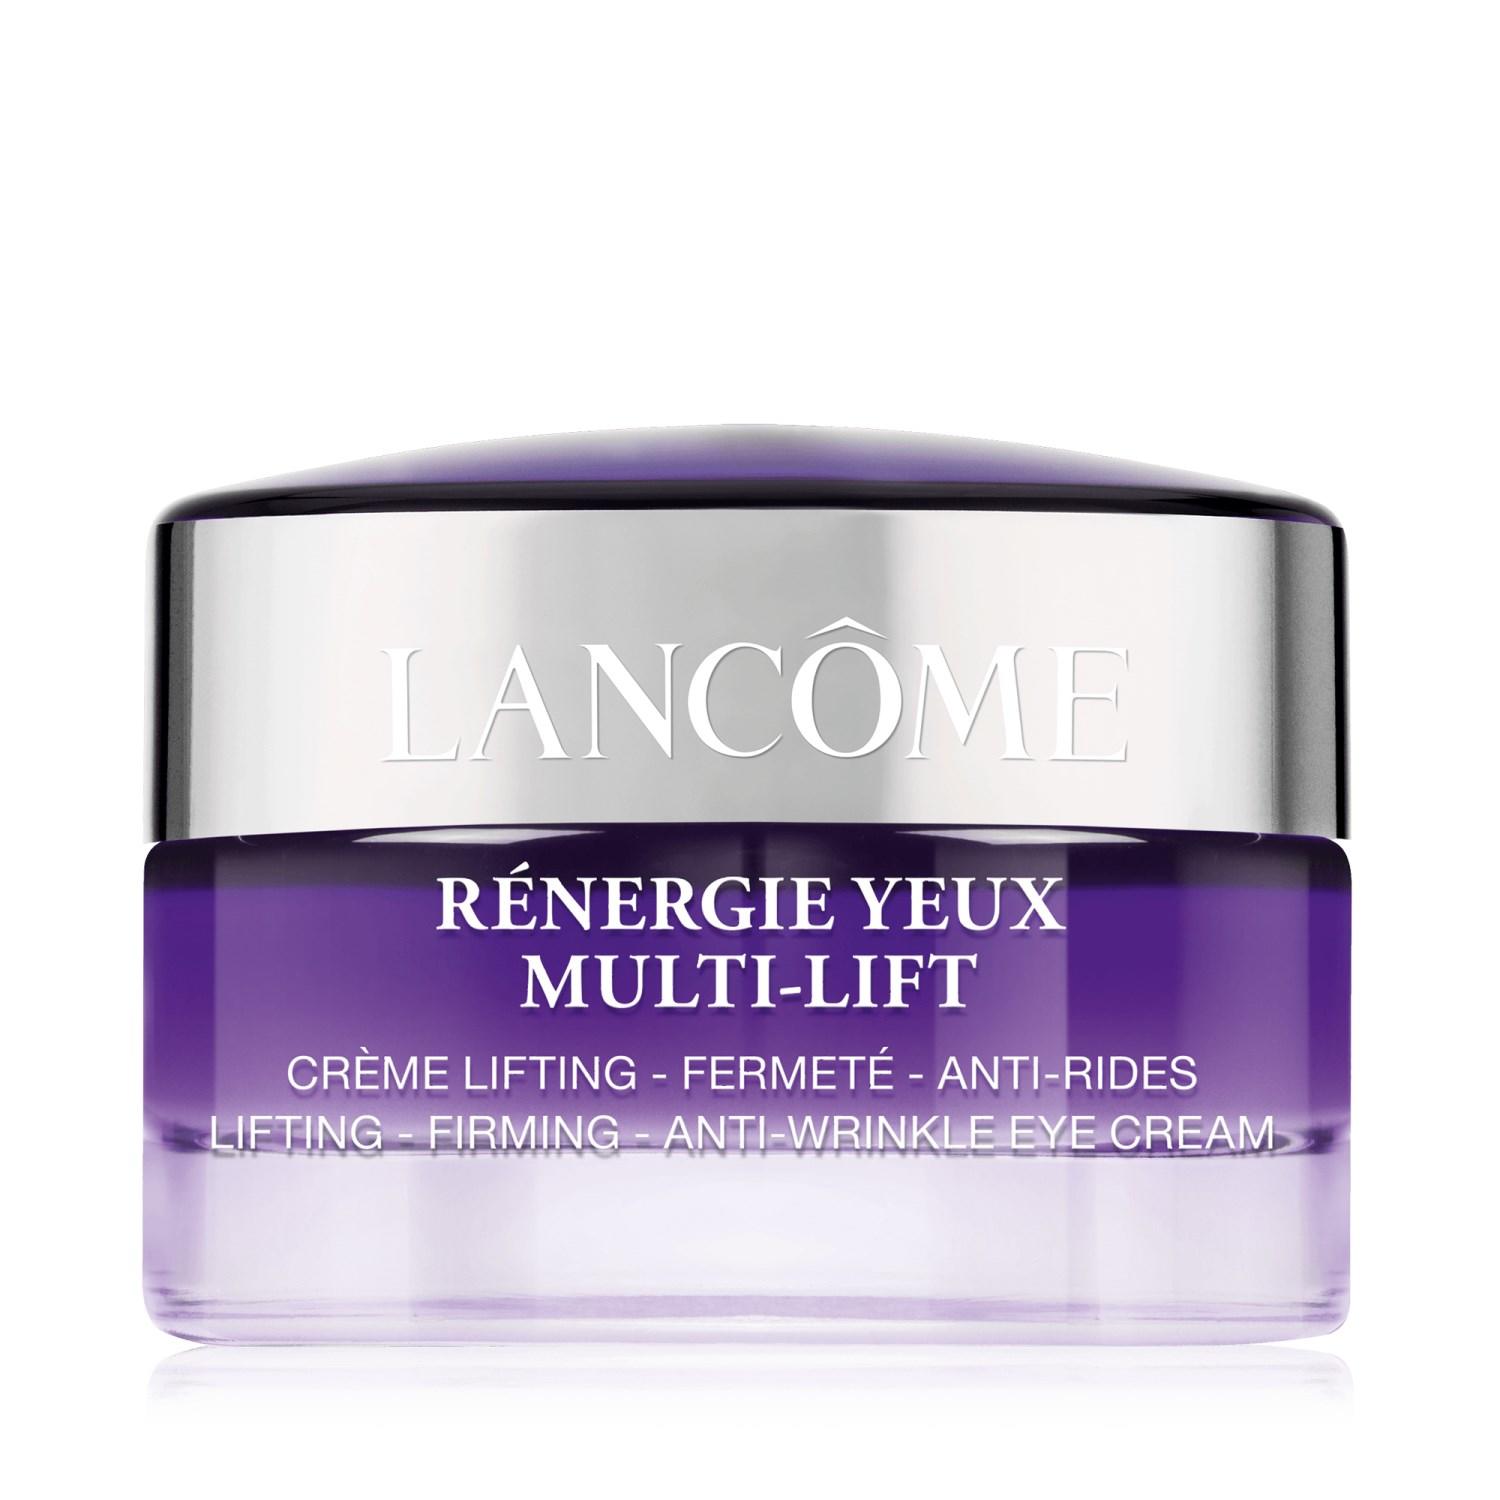 LANCÔME
RÉNERGIE YEUX
MULTI-LIFT
CRÈME LIFTING - FERMETÉ - ANTI-RIDES
LIFTING - FIRMING - ANTI-WRINKLE EYE CREAM